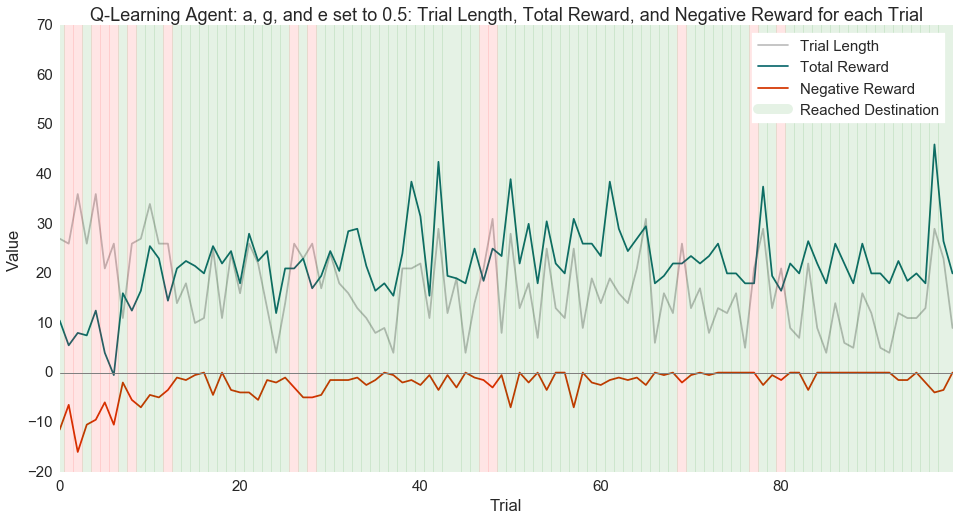 Q-Learning Agent: a, g, and e set to 0.5: Trial Length, Total Reward, and Negative Reward for each Trial
70
60
50
40
30
20
10
0
−10
−20
Value
Trial Length
Total Reward
Negative Reward
Reached Destination
0 20 40 60 80
Trial